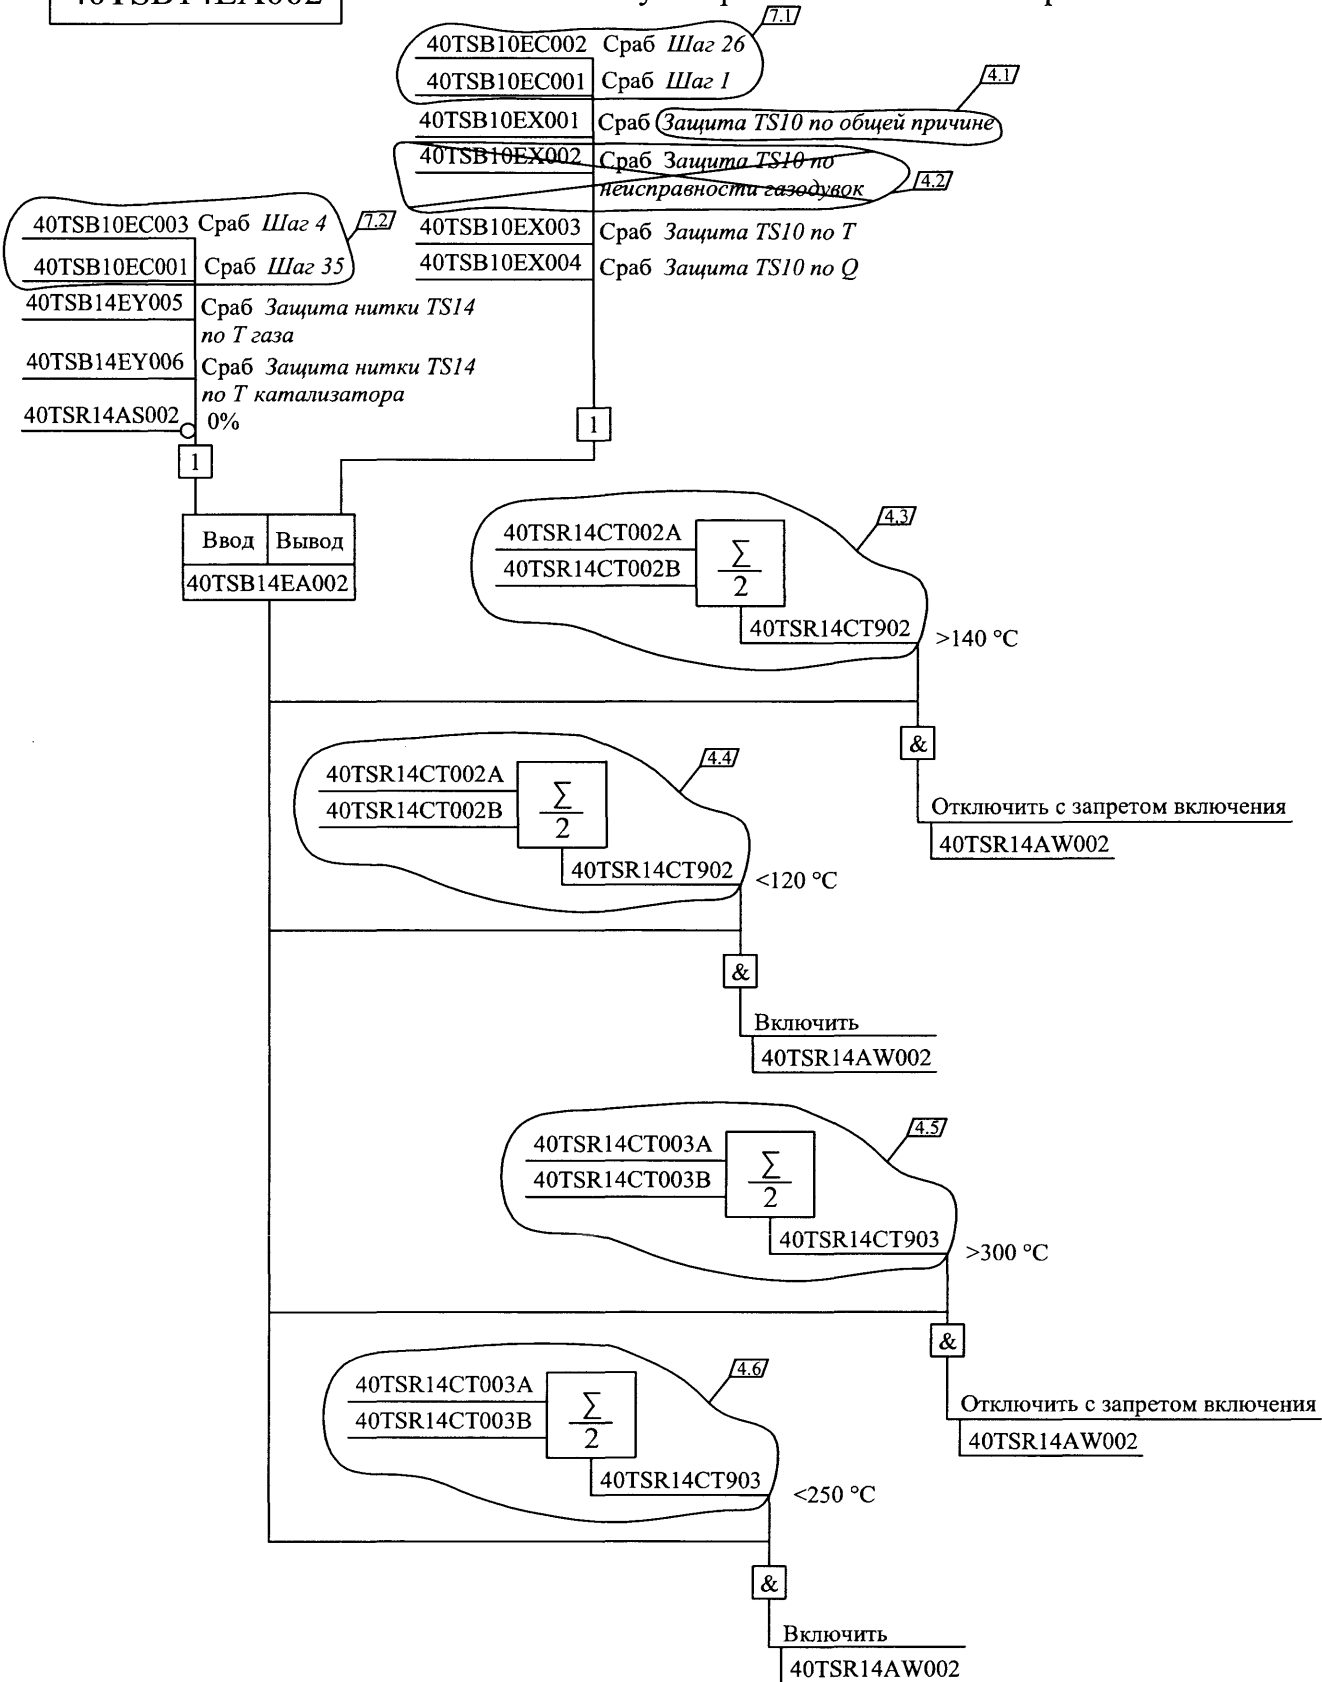 40TSB14EA002
7.1
40TSB10EC002 Сраб Шаг 26
40TSB10EC001 Сраб Шаг 1
4.1
40TSB10EX001 Сраб Защита TS10 по общей причине
40TSB10EX002 Сраб Защита TS10 по
неисправности газодувок
4.2
40TSB10EX003 Сраб Защита TS10 по Т
40TSB10EX004 Сраб Защита TS10 по Q
1
7.2
40TSB10EC003 Сраб Шаг 4
40TSB10EC001 Сраб Шаг 35
40TSB14EY005 Сраб Защита нитки TS14
по Т газа
40TSB14EY006 Сраб Защита нитки TS14
по Т катализатора
40TSR14AS002 0%
1
Ввод Вывод
40TSB14EA002
4.3
40TSR14CT002A
40TSR14CT002B
Σ
2
40TSR14CT902 >140 °C
&
Отключить с запретом включения
40TSR14AW002
4.4
40TSR14CT002A
40TSR14CT002B
Σ
2
40TSR14CT902 <120 °C
&
Включить
40TSR14AW002
4.5
40TSR14CT003A
40TSR14CT003B
Σ
2
40TSR14CT903 >300 °C
&
Отключить с запретом включения
40TSR14AW002
4.6
40TSR14CT003A
40TSR14CT003B
Σ
2
40TSR14CT903 <250 °C
&
Включить
40TSR14AW002